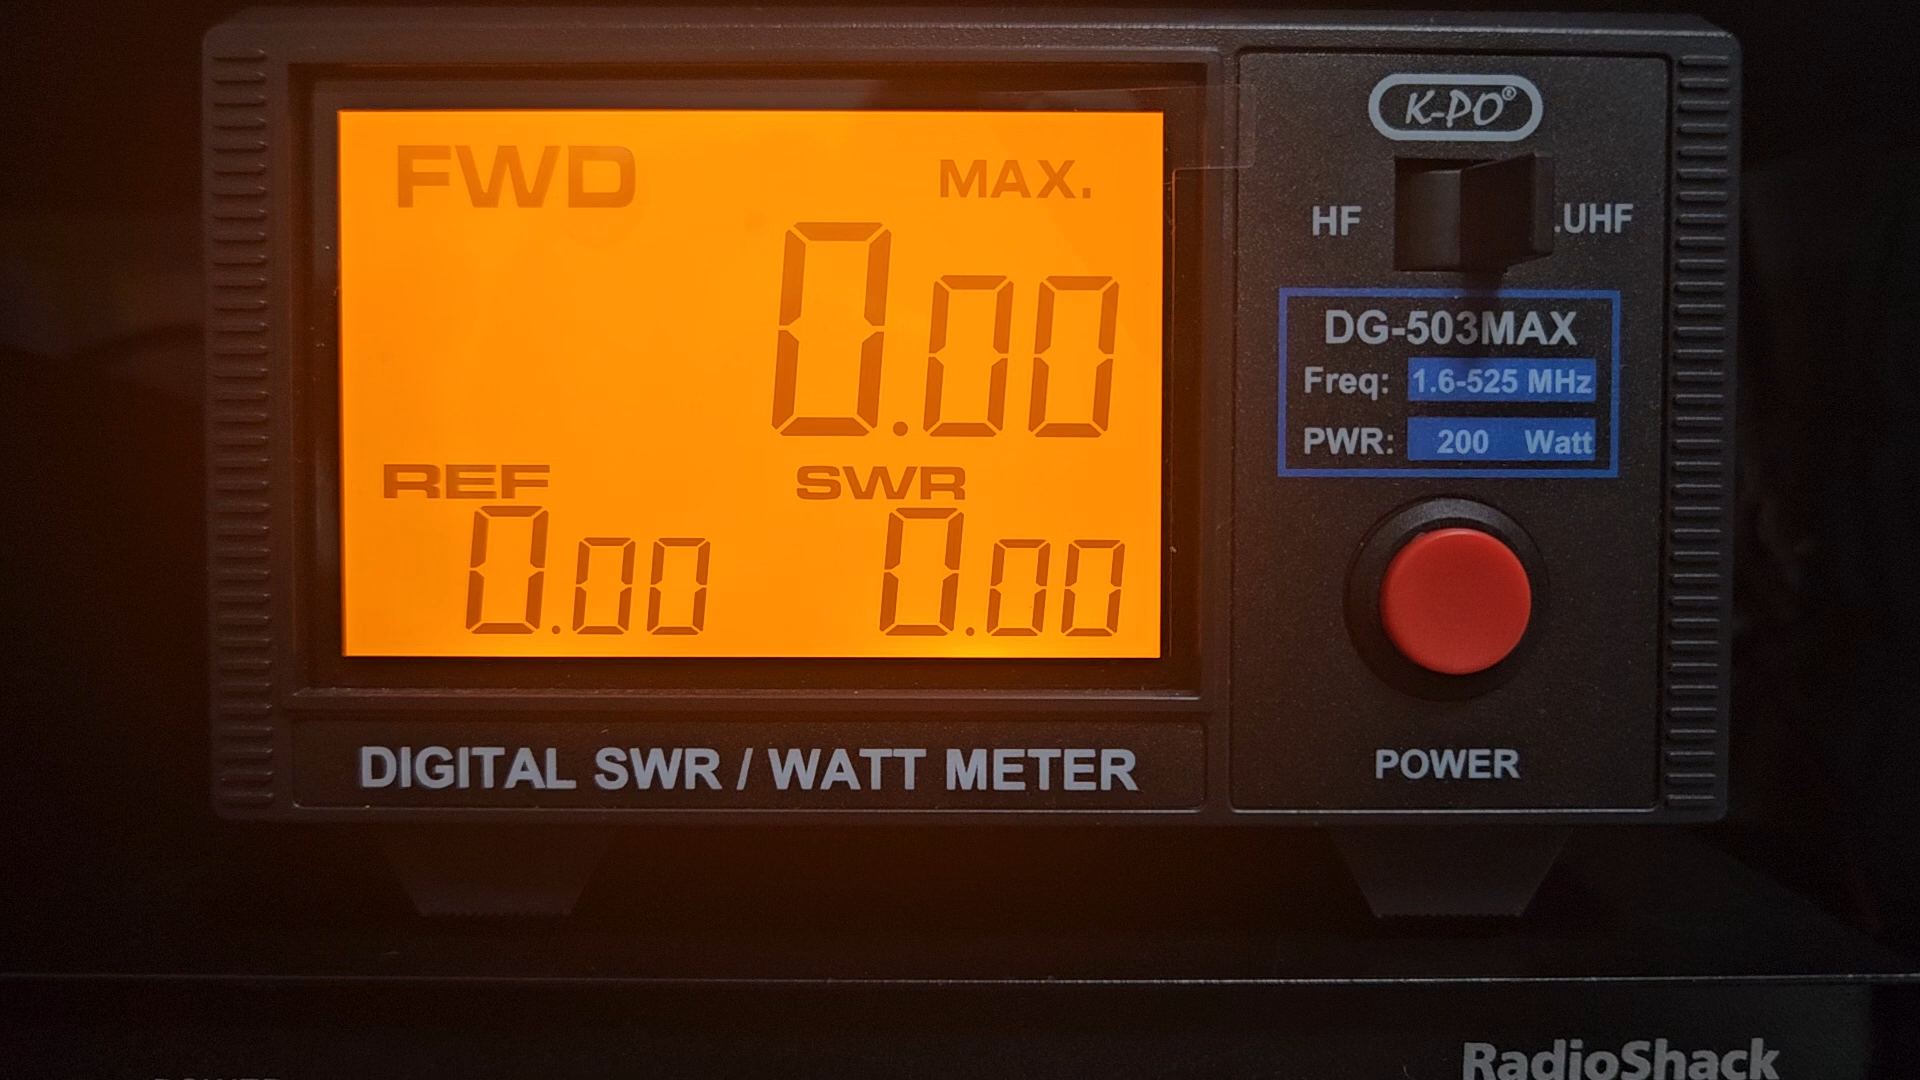 FWD MAX.
0.00
REF SWR
0.00 0.00
DIGITAL SWR / WATT METER
K-PO®
HF .UHF
DG-503MAX
Freq: 1.6-525 MHz
PWR: 200 Watt
POWER
RadioShack